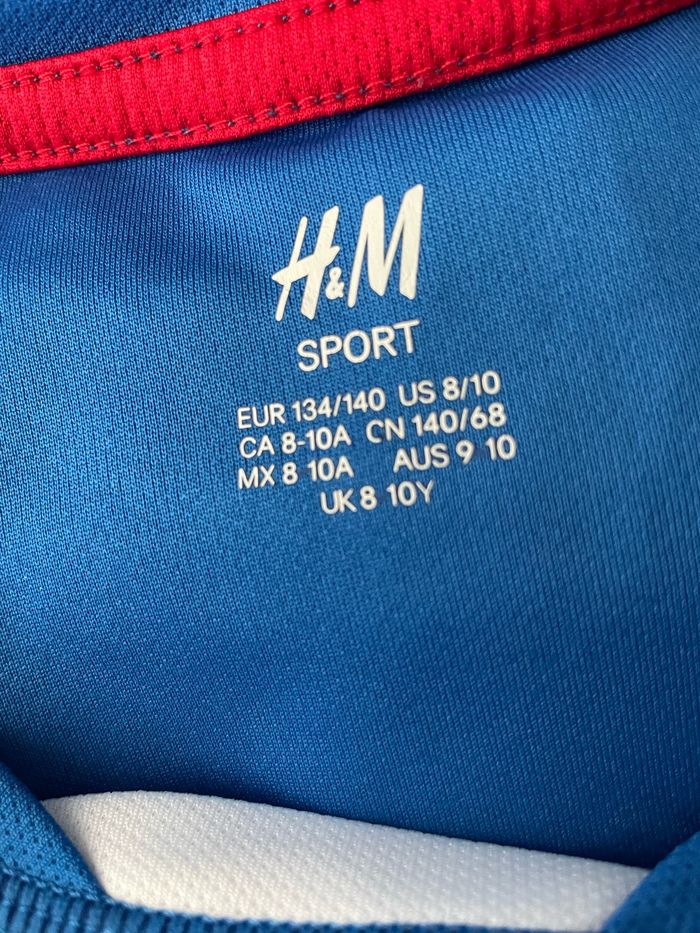 H&M
SPORT
EUR 134/140 US 8/10
CA 8-10A CN 140/68
MX 8 10A AUS 9 10
UK 8 10Y